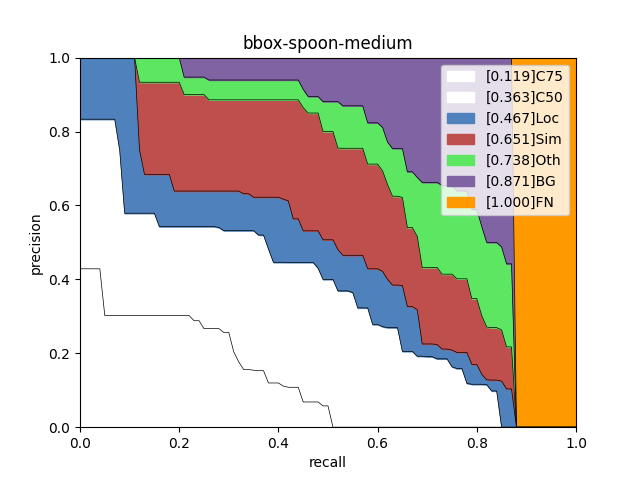 bbox-spoon-medium
1.0
0.8
0.6
0.4
0.2
0.0
precision
[0.119]C75
[0.363]C50
[0.467]Loc
[0.651]Sim
[0.738]Oth
[0.871]BG
[1.000]FN
0.0 0.2 0.4 0.6 0.8 1.0
recall